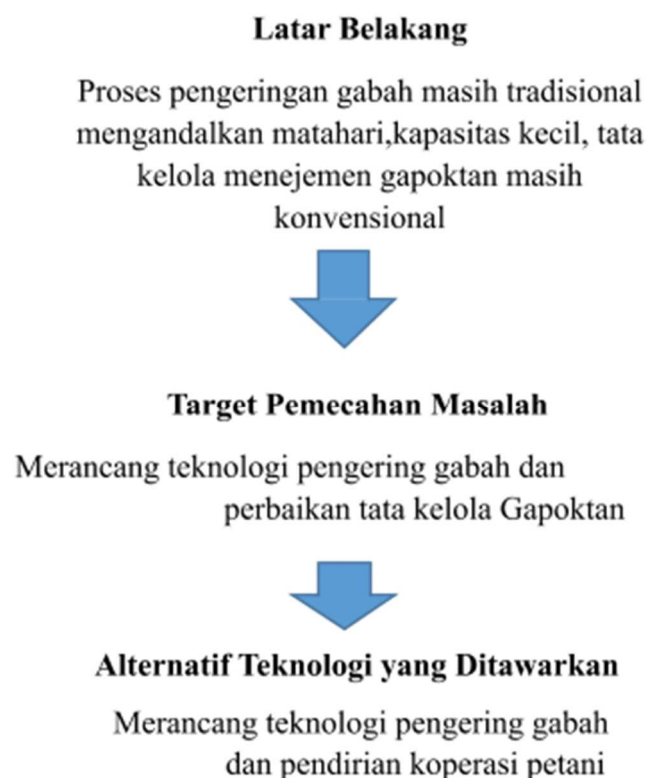 Latar Belakang
Proses pengeringan gabah masih tradisional
mengandalkan matahari,kapasitas kecil, tata
kelola menejemen gapoktan masih
konvensional
Target Pemecahan Masalah
Merancang teknologi pengering gabah dan
perbaikan tata kelola Gapoktan
Alternatif Teknologi yang Ditawarkan
Merancang teknologi pengering gabah
dan pendirian koperasi petani